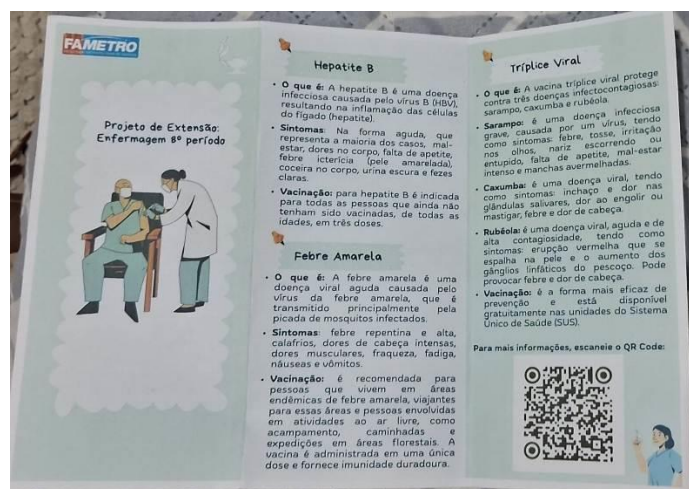 FAMETRO
Projeto de Extensão:
Enfermagem 8º período
Hepatite B
• O que é: A hepatite B é uma doença
infecciosa causada pelo vírus B (HBV),
resultando na inflamação das células
do fígado (hepatite).
• Sintomas: Na forma aguda, que
representa a maioria dos casos, mal-
estar, dores no corpo, falta de apetite,
febre icterícia (pele amarelada),
coceira no corpo, urina escura e fezes
claras.
• Vacinação: para hepatite B é indicada
para todas as pessoas que ainda não
tenham sido vacinadas, de todas as
idades, em três doses.
Febre Amarela
• O que é: A febre amarela é uma
doença viral aguda causada pelo
vírus da febre amarela, que é
transmitido principalmente pela
picada de mosquitos infectados.
• Sintomas: febre repentina e alta,
calafrios, dores de cabeça intensas,
dores musculares, fraqueza, fadiga,
náuseas e vômitos.
• Vacinação: é recomendada para
pessoas que vivem em áreas
endêmicas de febre amarela, viajantes
para essas áreas e pessoas envolvidas
em atividades ao ar livre, como
acampamento, caminhadas e
expedições em áreas florestais. A
vacina é administrada em uma única
dose e fornece imunidade duradoura.
Tríplice Viral
• O que é: A vacina tríplice viral protege
contra três doenças infectocontagiosas:
sarampo, caxumba e rubéola.
• Sarampo: é uma doença infecciosa
grave, causada por um vírus, tendo
como sintomas: febre, tosse, irritação
nos olhos, nariz escorrendo ou
entupido, falta de apetite, mal-estar
intenso e manchas avermelhadas.
• Caxumba: é uma doença viral, tendo
como sintomas: inchaço e dor nas
glândulas salivares, dor ao engolir ou
mastigar, febre e dor de cabeça.
• Rubéola: é uma doença viral, aguda e de
alta contagiosidade, tendo como
sintomas: erupção vermelha que se
espalha na pele e o aumento dos
gânglios linfáticos do pescoço. Pode
provocar febre e dor de cabeça.
• Vacinação: é a forma mais eficaz de
prevenção e está disponível
gratuitamente nas unidades do Sistema
Único de Saúde (SUS).
Para mais informações, escaneie o QR Code: